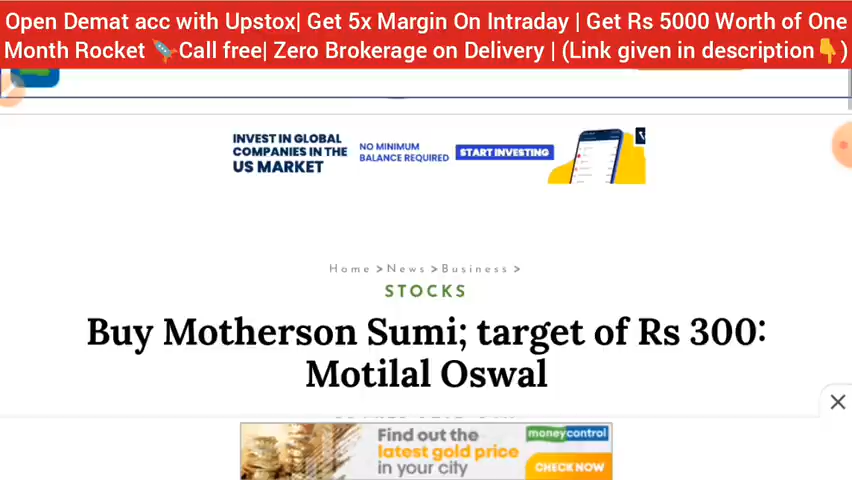 Open Demat acc with Upstox| Get 5x Margin On Intraday | Get Rs 5000 Worth of One
Month Rocket 🚀Call free| Zero Brokerage on Delivery | (Link given in description👇)
INVEST IN GLOBAL
COMPANIES IN THE
US MARKET
NO MINIMUM
BALANCE REQUIRED
START INVESTING
Home >News >Business >
STOCKS
Buy Motherson Sumi; target of Rs 300:
Motilal Oswal
Find out the
latest gold price
in your city
moneycontrol
CHECK NOW